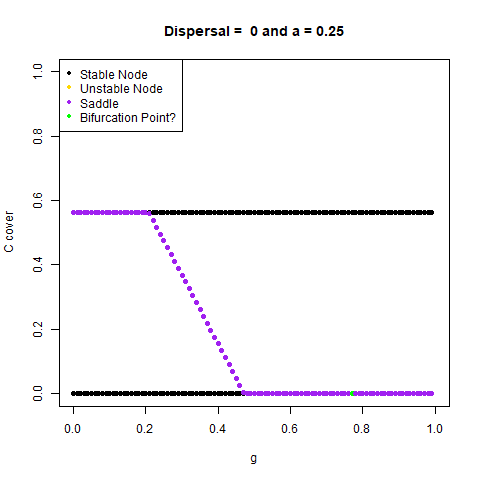 Dispersal =  0 and a = 0.25
Stable Node
Unstable Node
Saddle
Bifurcation Point?
C cover
1.0
0.8
0.6
0.4
0.2
0.0
0.0 0.2 0.4 0.6 0.8 1.0
g